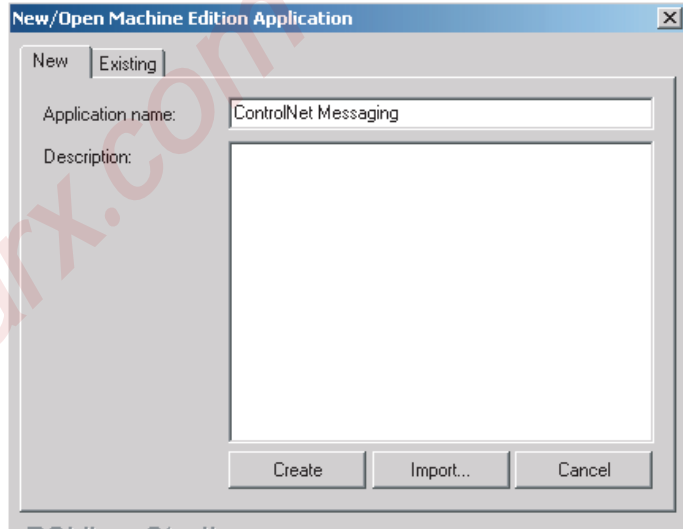 New/Open Machine Edition Application
New
Existing
Application name:
ControlNet Messaging
Description:
Create
Import...
Cancel